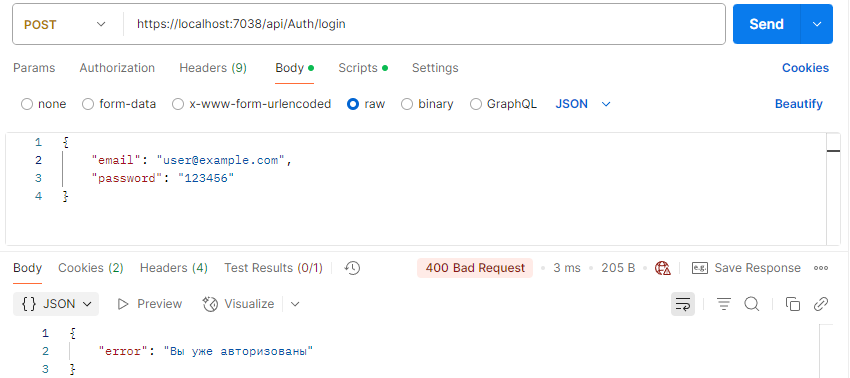 POST https://localhost:7038/api/Auth/login Send
Params Authorization Headers (9) Body Scripts Settings Cookies
none form-data x-www-form-urlencoded raw binary GraphQL JSON Beautify
1 {
2 "email": "user@example.com",
3 "password": "123456"
4 }
Body Cookies (2) Headers (4) Test Results (0/1) 400 Bad Request • 3 ms • 205 B e.g. Save Response
{} JSON Preview Visualize
1 {
2 "error": "Вы уже авторизованы"
3 }